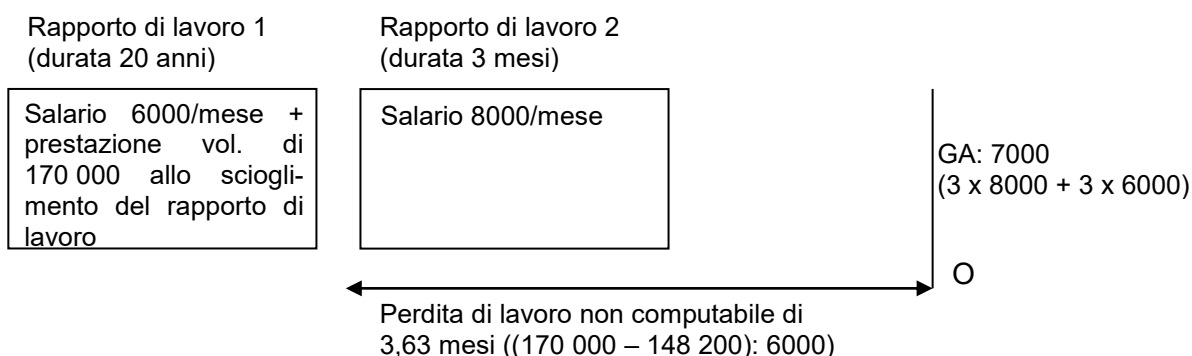 Rapporto di lavoro 1
(durata 20 anni)
Rapporto di lavoro 2
(durata 3 mesi)
Salario 6000/mese +
prestazione vol. di
170 000 allo sciogli-
mento del rapporto di
lavoro
Salario 8000/mese
GA: 7000
(3 x 8000 + 3 x 6000)
O
Perdita di lavoro non computabile di
3,63 mesi ((170 000 – 148 200): 6000)